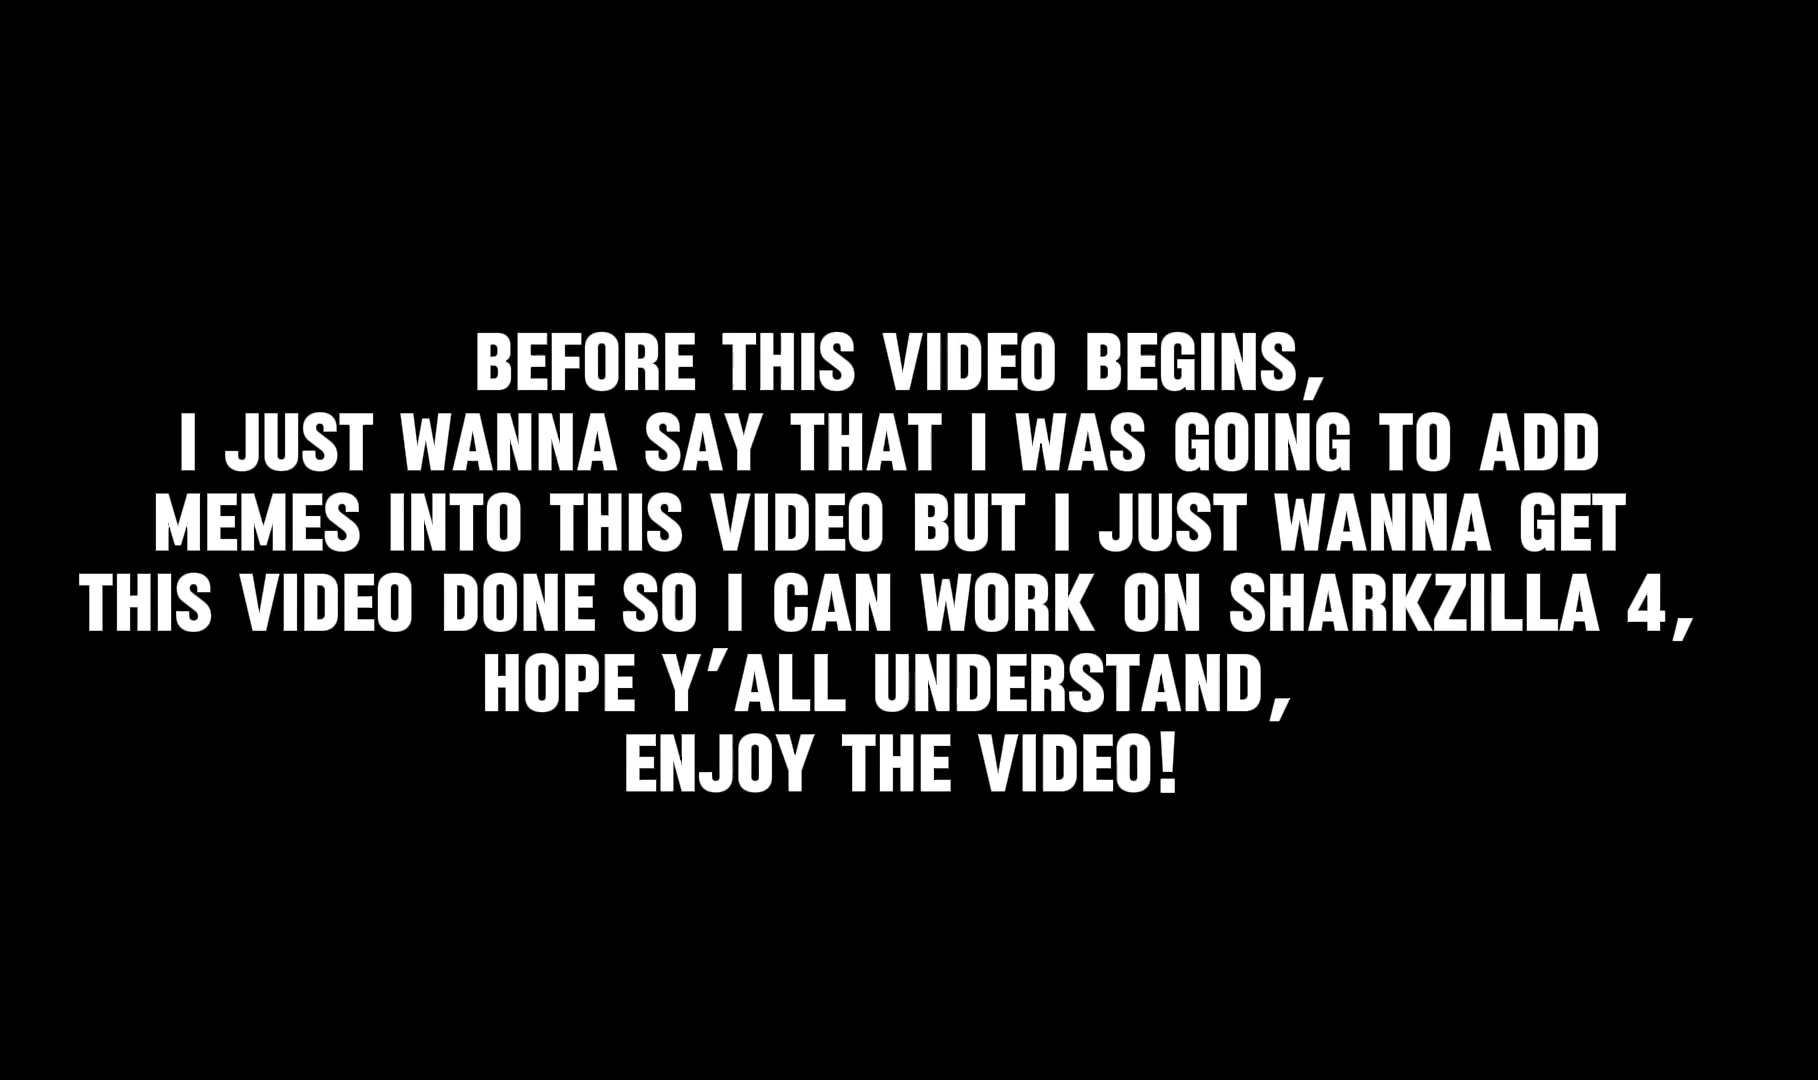 BEFORE THIS VIDEO BEGINS,
I JUST WANNA SAY THAT I WAS GOING TO ADD
MEMES INTO THIS VIDEO BUT I JUST WANNA GET
THIS VIDEO DONE SO I CAN WORK ON SHARKZILLA 4,
HOPE Y'ALL UNDERSTAND,
ENJOY THE VIDEO!